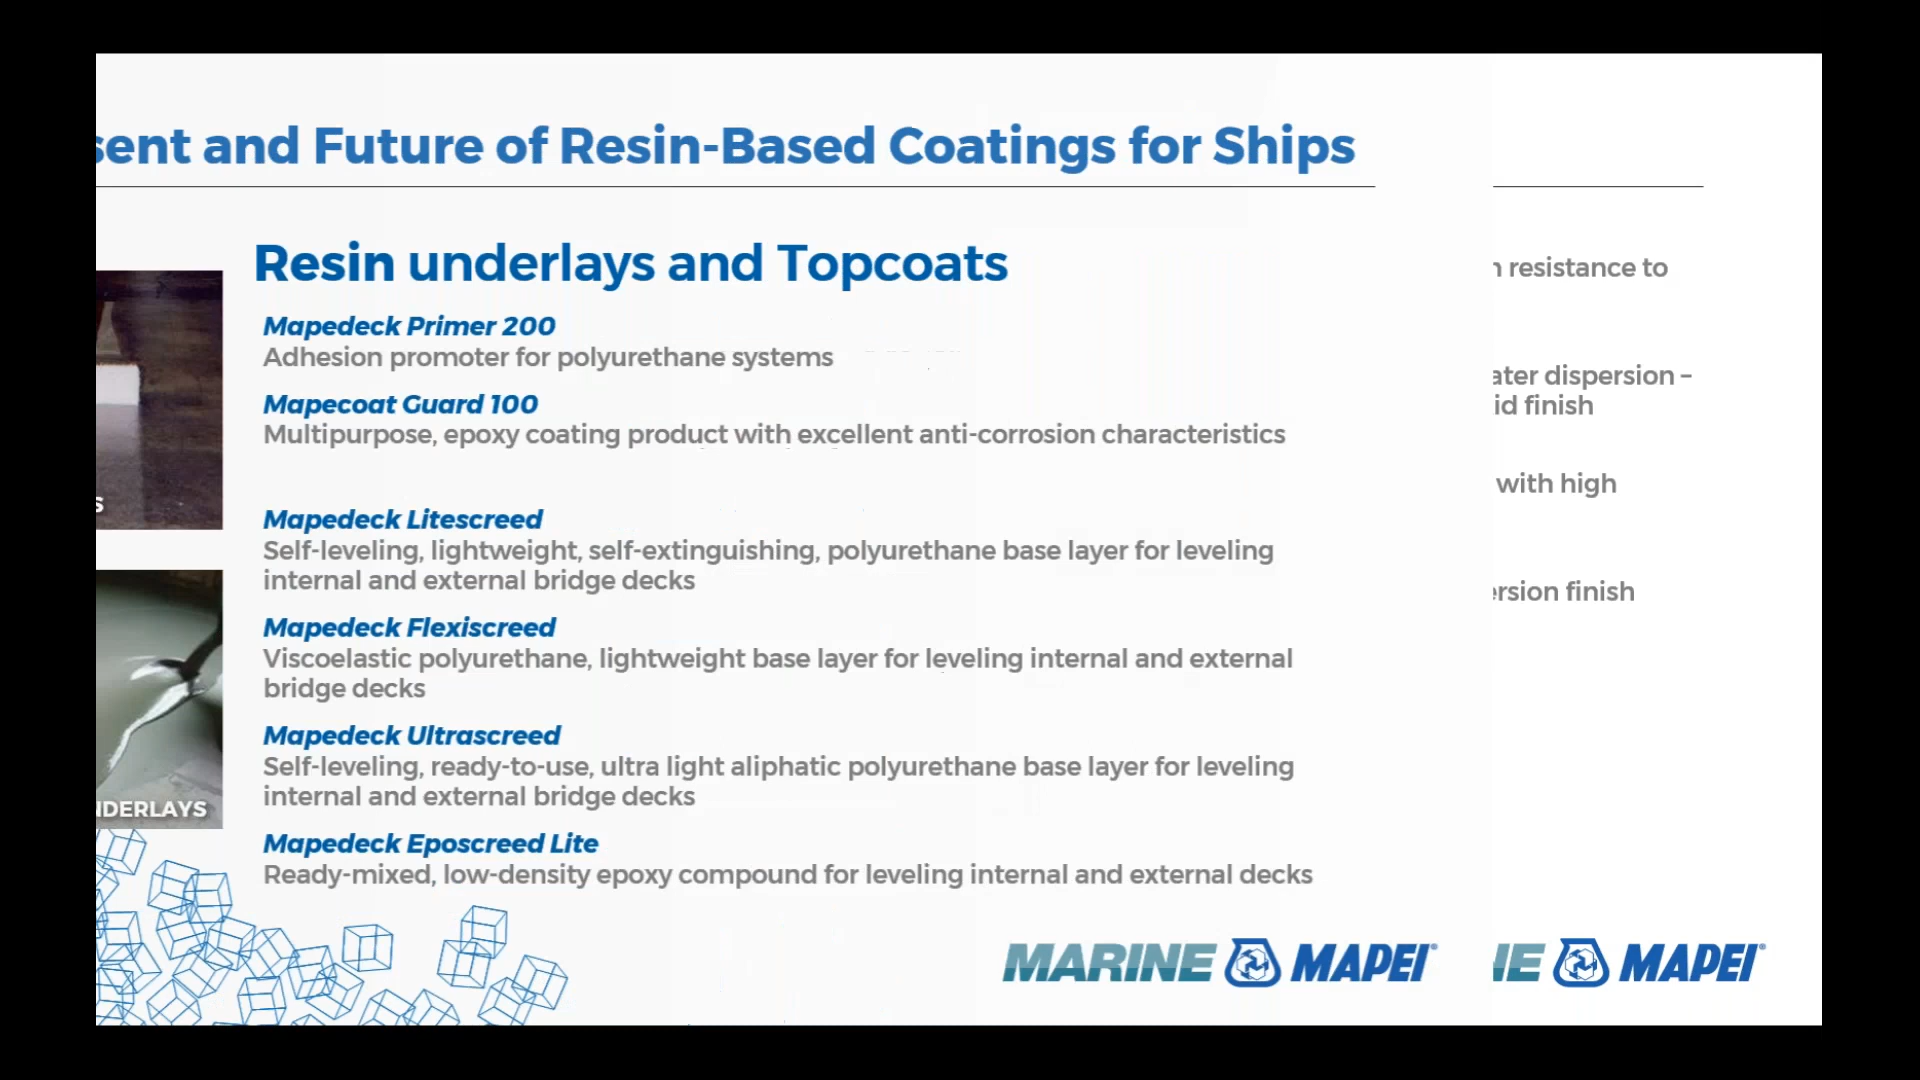 sent and Future of Resin-Based Coatings for Ships
Resin underlays and Topcoats
Mapedeck Primer 200
Adhesion promoter for polyurethane systems
Mapecoat Guard 100
Multipurpose, epoxy coating product with excellent anti-corrosion characteristics
Mapedeck Litescreed
Self-leveling, lightweight, self-extinguishing, polyurethane base layer for leveling
internal and external bridge decks
Mapedeck Flexiscreed
Viscoelastic polyurethane, lightweight base layer for leveling internal and external
bridge decks
Mapedeck Ultrascreed
Self-leveling, ready-to-use, ultra light aliphatic polyurethane base layer for leveling
internal and external bridge decks
Mapedeck Eposcreed Lite
Ready-mixed, low-density epoxy compound for leveling internal and external decks
S
NDERLAYS
MARINE MAPEI®
resistance to
ater dispersion –
id finish
with high
ersion finish
NE MAPEI®